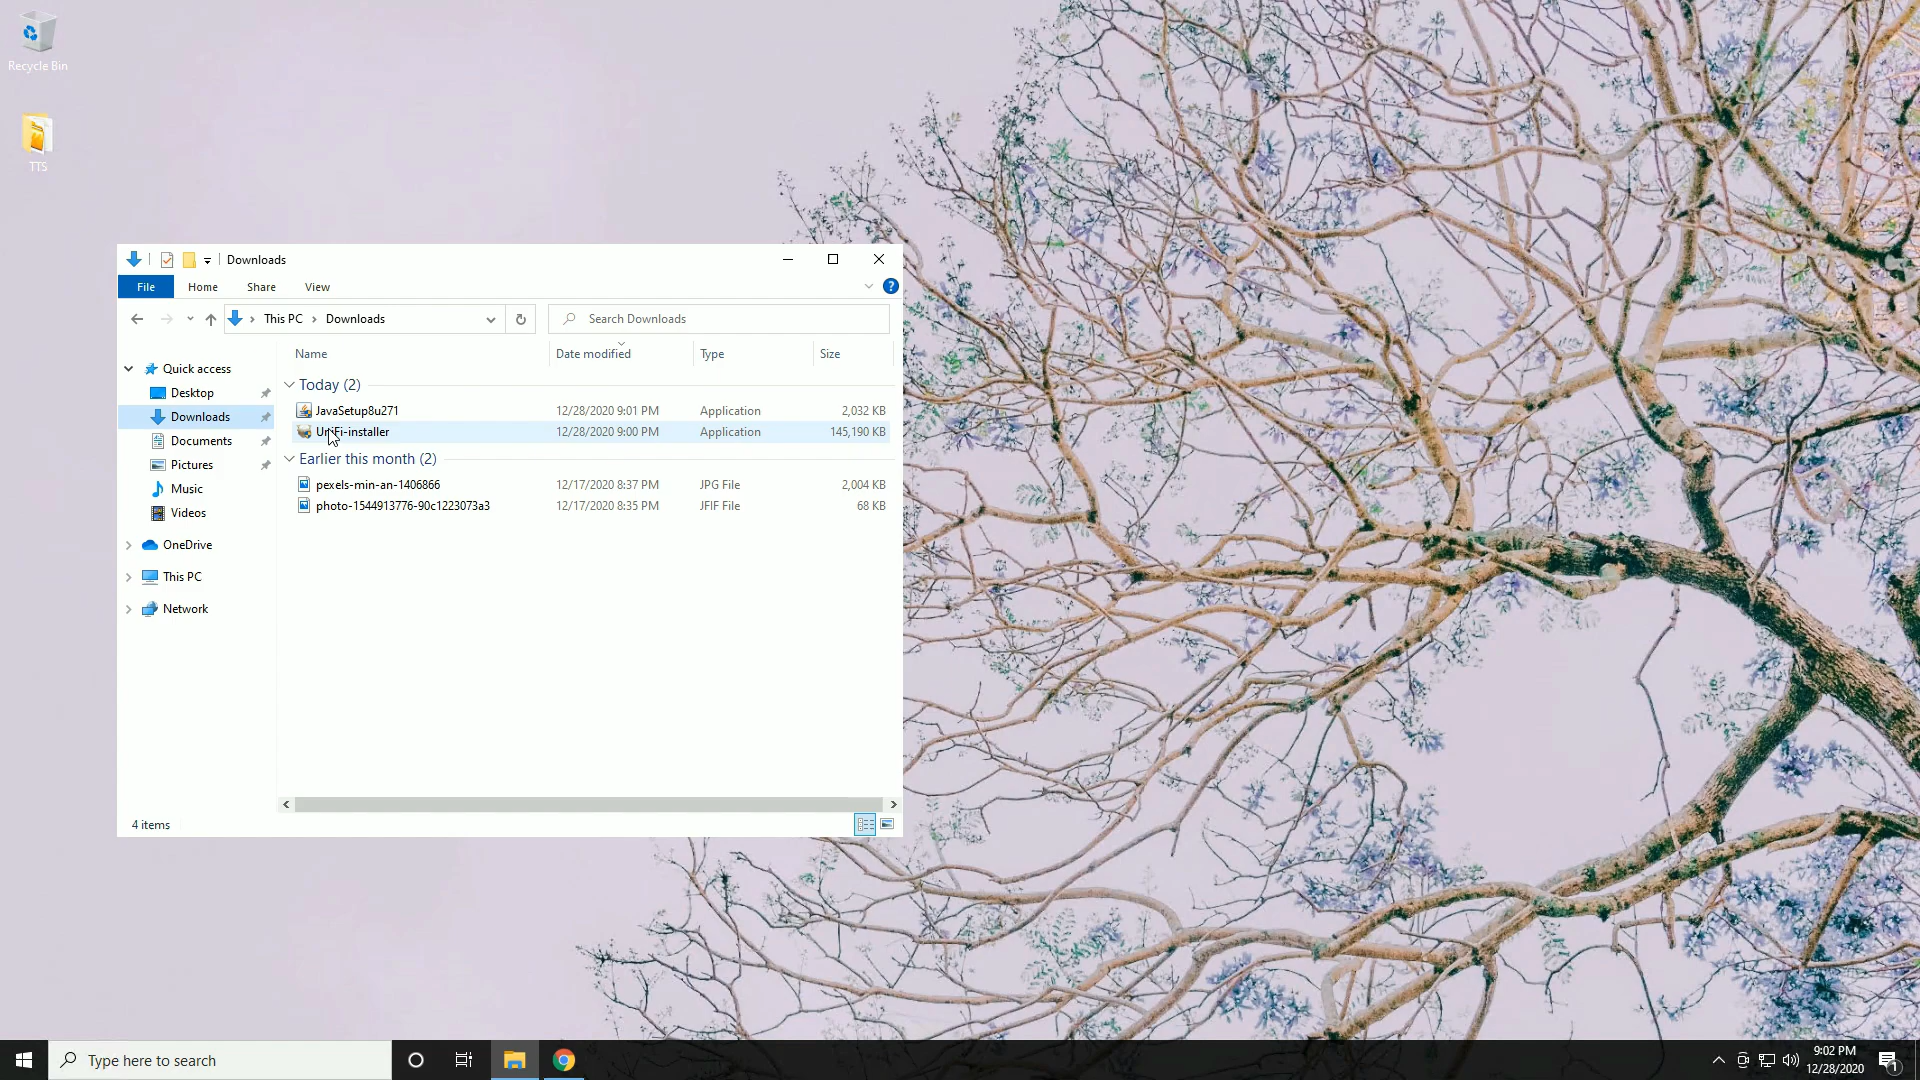 Recycle Bin
TTS
Downloads
File Home Share View
This PC Downloads
Search Downloads
Name Date modified Type Size
Quick access
Desktop
Downloads
Documents
Pictures
Music
Videos
OneDrive
This PC
Network
Today (2)
JavaSetup8u271 12/28/2020 9:01 PM Application 2,032 KB
UniFi-installer 12/28/2020 9:00 PM Application 145,190 KB
Earlier this month (2)
pexels-min-an-1406866 12/17/2020 8:37 PM JPG File 2,004 KB
photo-1544913776-90c1223073a3 12/17/2020 8:35 PM JFIF File 68 KB
4 items
Type here to search
9:02 PM
12/28/2020
1